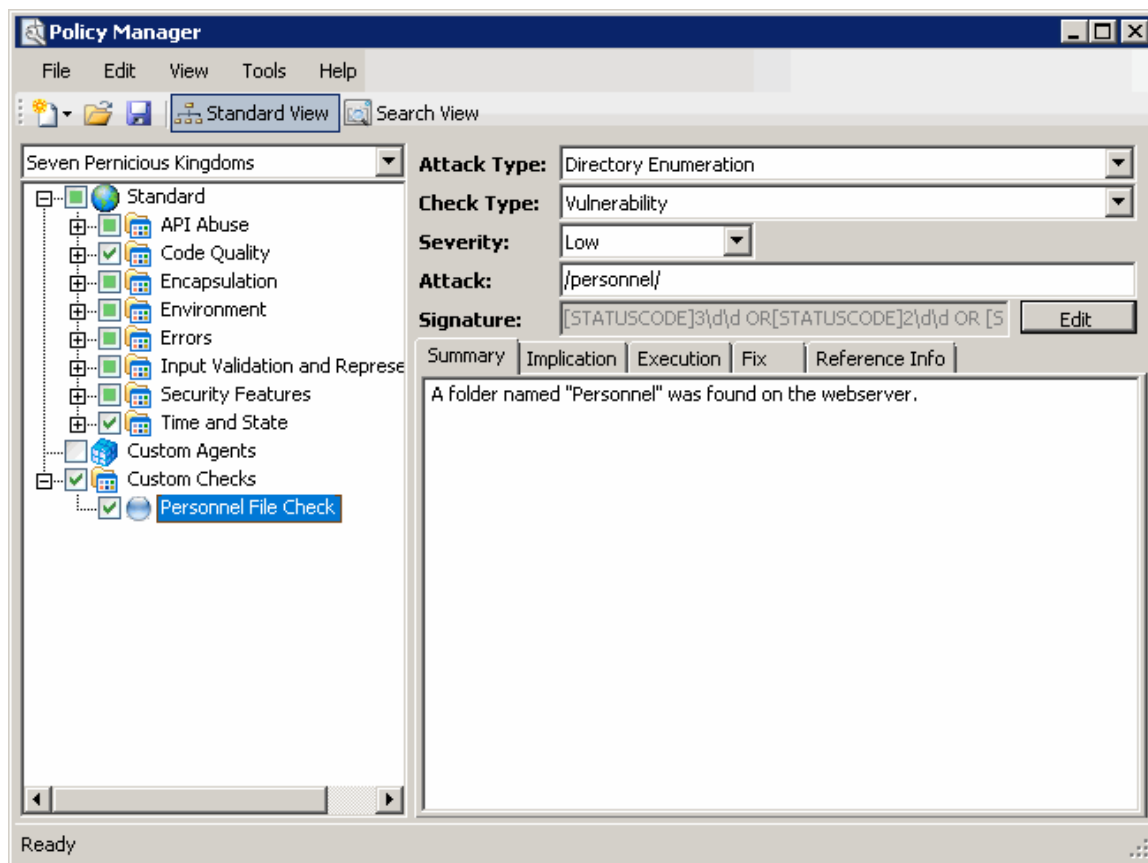 Policy Manager
File Edit View Tools Help
Standard View Search View
Seven Pernicious Kingdoms
Standard
API Abuse
Code Quality
Encapsulation
Environment
Errors
Input Validation and Represe
Security Features
Time and State
Custom Agents
Custom Checks
Personnel File Check
Attack Type: Directory Enumeration
Check Type: Vulnerability
Severity: Low
Attack: /personnel/
Signature: [STATUSCODE]3\d\d OR[STATUSCODE]2\d\d OR [S Edit
Summary Implication Execution Fix Reference Info
A folder named "Personnel" was found on the webserver.
Ready